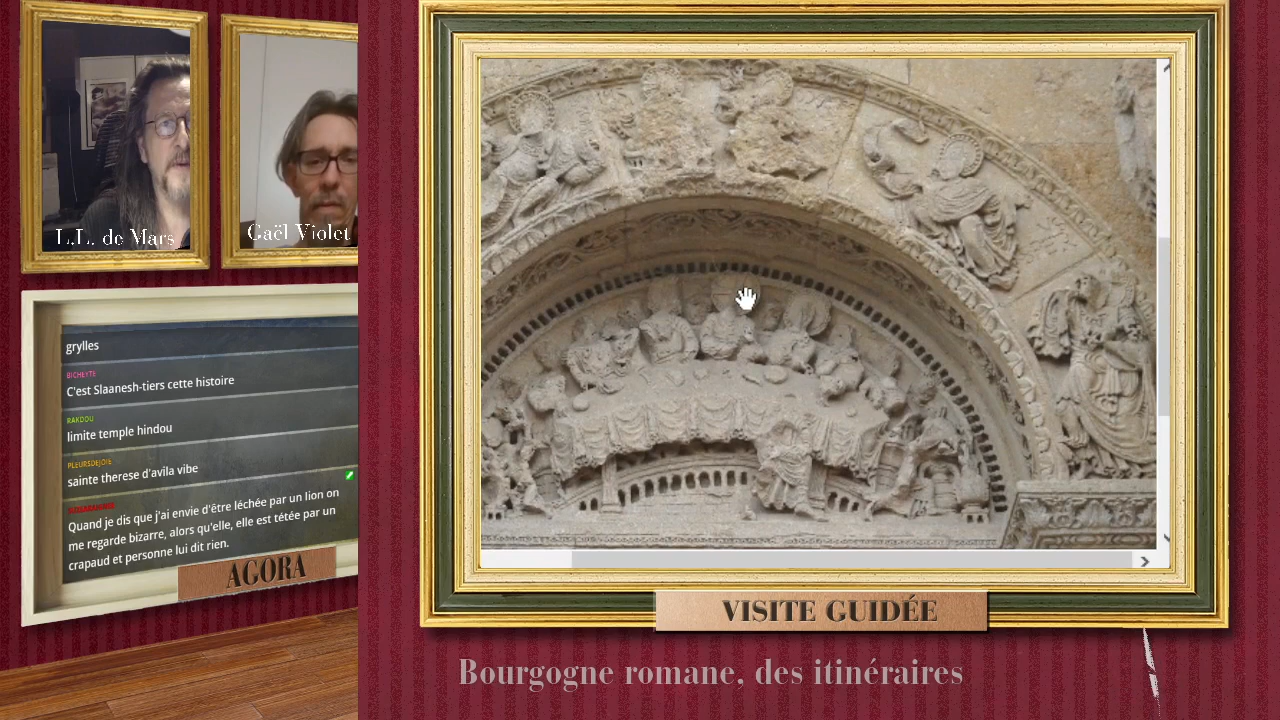 L.L. de Mars
Gaël Violet
grylles
BICHEYTE
C'est Slaanesh-tiers cette histoire
RAKDOU
limite temple hindou
PLEURSDEJOIE
sainte therese d'avila vibe
Quand je dis que j'ai envie d'être léchée par un lion on
me regarde bizarre, alors qu'elle, elle est tétée par un
crapaud et personne lui dit rien.
AGORA
VISITE GUIDÉE
Bourgogne romane, des itinéraires